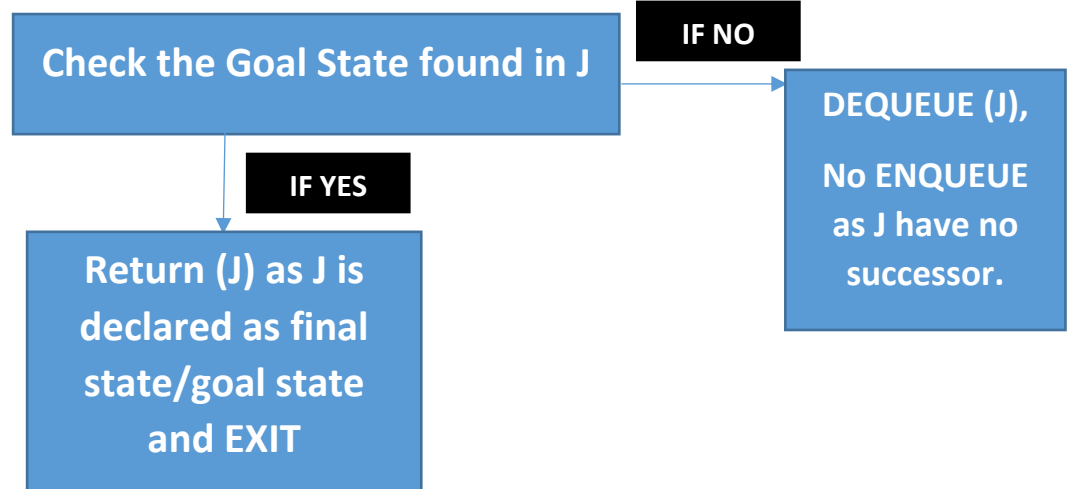 Check the Goal State found in J
IF NO
DEQUEUE (J),
No ENQUEUE
as J have no
successor.
IF YES
Return (J) as J is
declared as final
state/goal state
and EXIT